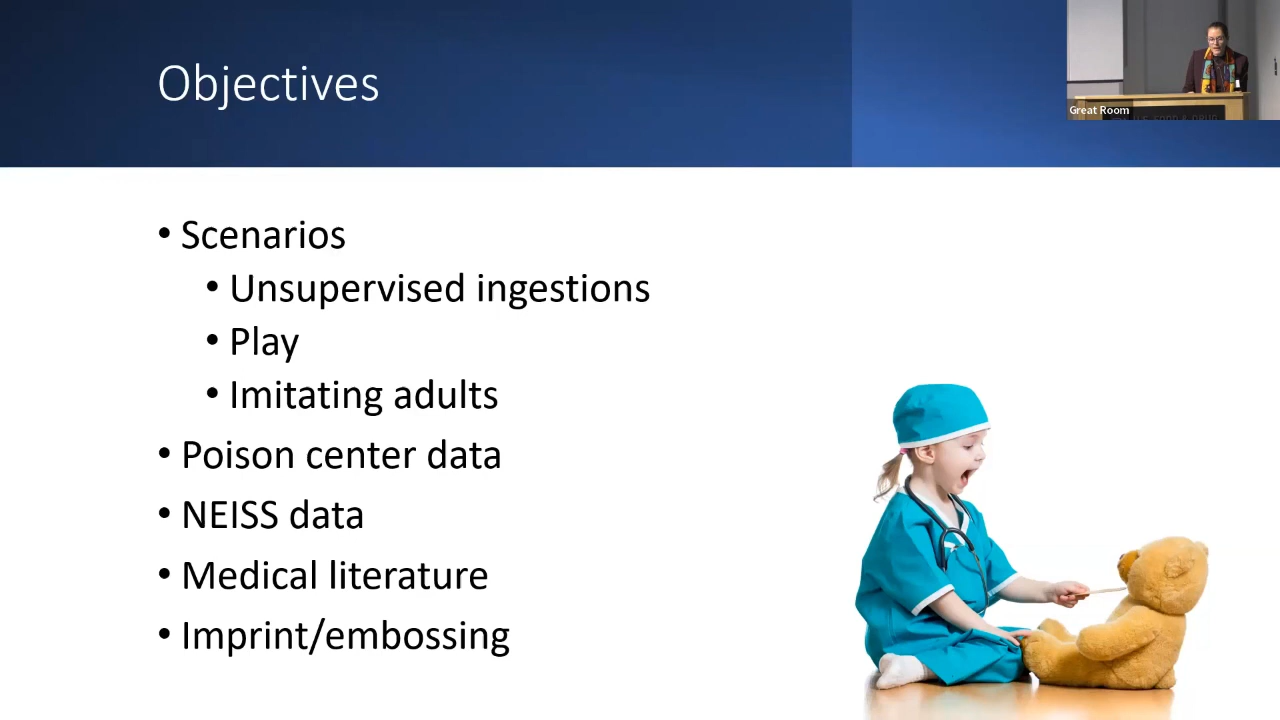 Objectives
Great Room
• Scenarios
• Unsupervised ingestions
• Play
• Imitating adults
• Poison center data
• NEISS data
• Medical literature
• Imprint/embossing